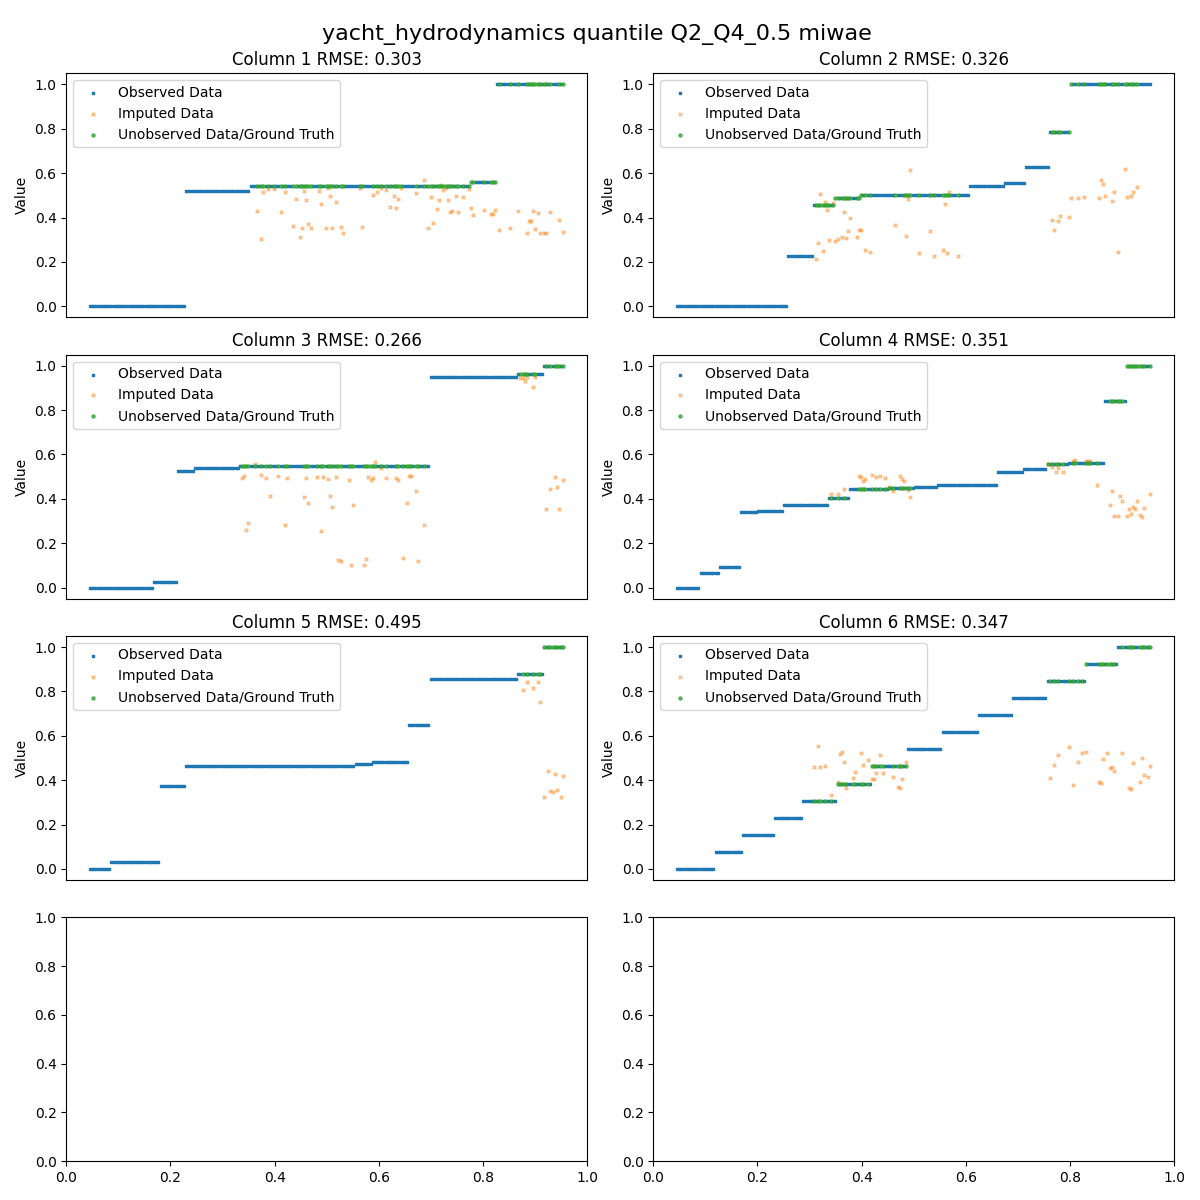 yacht_hydrodynamics quantile Q2_Q4_0.5 miwae
Column 1 RMSE: 0.303
Column 2 RMSE: 0.326
1.0
0.8
0.6
0.4
0.2
0.0
Value
Observed Data
Imputed Data
Unobserved Data/Ground Truth
1.0
0.8
0.6
0.4
0.2
0.0
Value
Observed Data
Imputed Data
Unobserved Data/Ground Truth
Column 3 RMSE: 0.266
Column 4 RMSE: 0.351
1.0
0.8
0.6
0.4
0.2
0.0
Value
Observed Data
Imputed Data
Unobserved Data/Ground Truth
1.0
0.8
0.6
0.4
0.2
0.0
Value
Observed Data
Imputed Data
Unobserved Data/Ground Truth
Column 5 RMSE: 0.495
Column 6 RMSE: 0.347
1.0
0.8
0.6
0.4
0.2
0.0
Value
Observed Data
Imputed Data
Unobserved Data/Ground Truth
1.0
0.8
0.6
0.4
0.2
0.0
Value
Observed Data
Imputed Data
Unobserved Data/Ground Truth
1.0
0.8
0.6
0.4
0.2
0.0
0.0 0.2 0.4 0.6 0.8 1.0
1.0
0.8
0.6
0.4
0.2
0.0
0.0 0.2 0.4 0.6 0.8 1.0